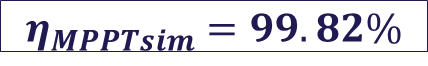 η_MPPTsim = 99.82%